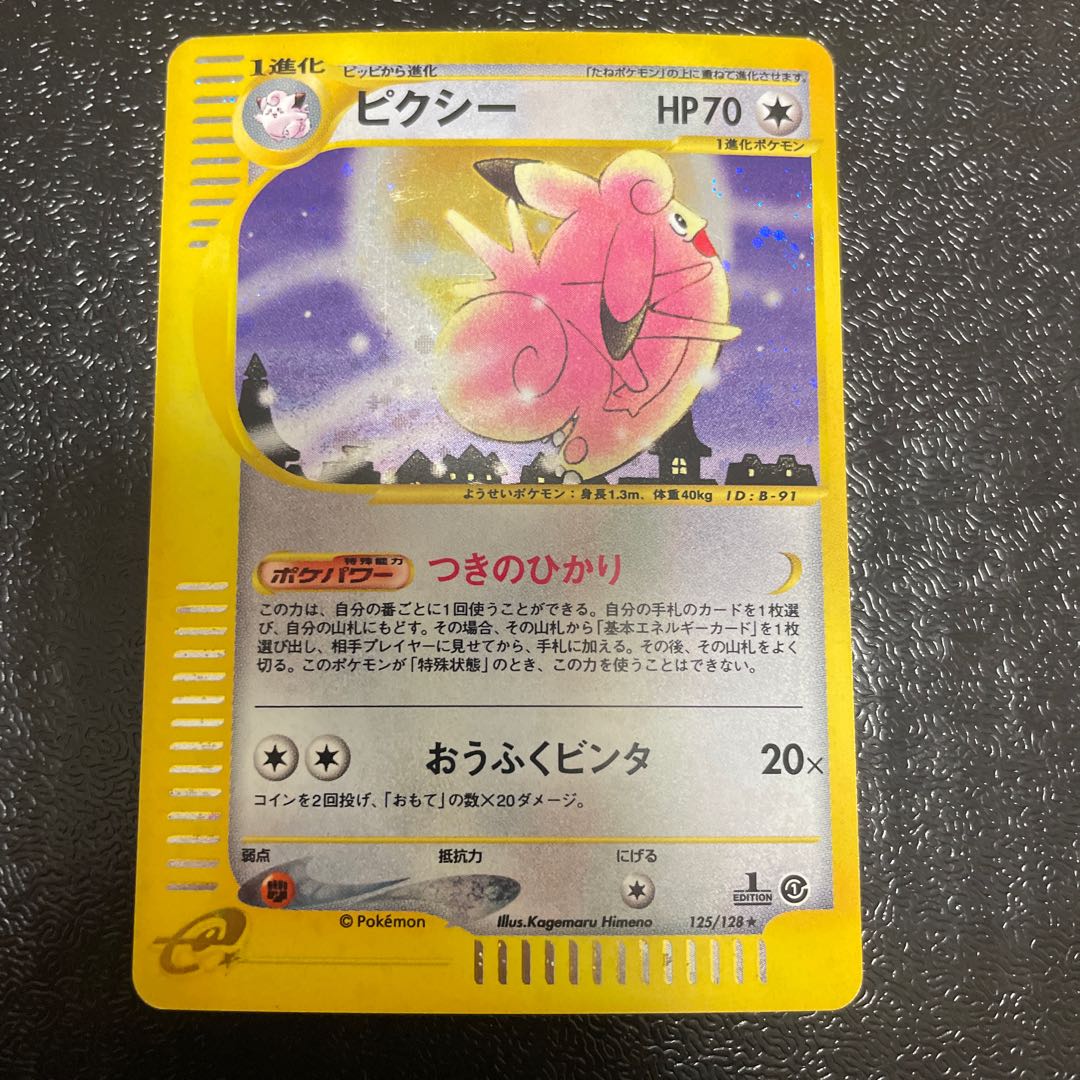 1進化 ピッピから進化 「たねポケモン」の上に重ねて進化させます。
ピクシー HP70
1進化ポケモン
ようせいポケモン：身長1.3m、体重40kg ID:B-91
特殊能力
ポケパワー つきのひかり
この力は、自分の番ごとに1回使うことができる。自分の手札のカードを1枚選
び、自分の山札にもどす。その場合、その山札から「基本エネルギーカード」を1枚
選び出し、相手プレイヤーに見せてから、手札に加える。その後、その山札をよく
切る。このポケモンが「特殊状態」のとき、この力を使うことはできない。
おうふくビンタ 20×
コインを2回投げ、「おもて」の数×20ダメージ。
弱点 抵抗力 にげる
1
EDITION
©Pokémon Illus.Kagemaru Himeno 125/128★
e